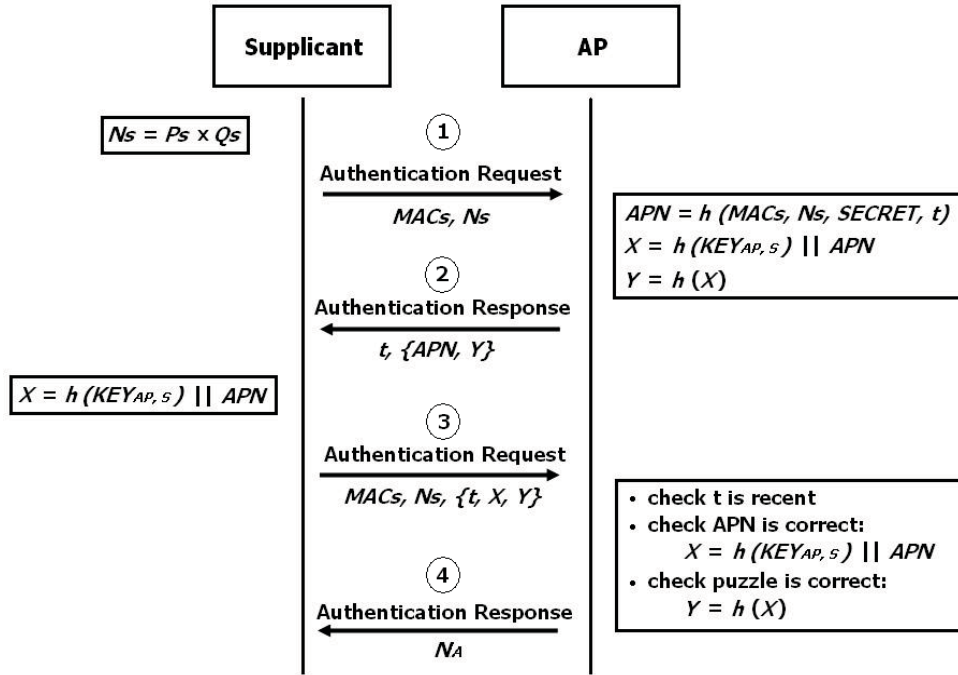 Supplicant
AP
Ns = Ps x Qs
1
Authentication Request
MACs, Ns
APN = h (MACs, Ns, SECRET, t)
X = h (KEYAP, S ) || APN
Y = h (X)
2
Authentication Response
t, {APN, Y}
X = h (KEYAP, S ) || APN
3
Authentication Request
MACs, Ns, {t, X, Y}
• check t is recent
• check APN is correct:
X = h (KEYAP, S ) || APN
• check puzzle is correct:
Y = h (X)
4
Authentication Response
NA